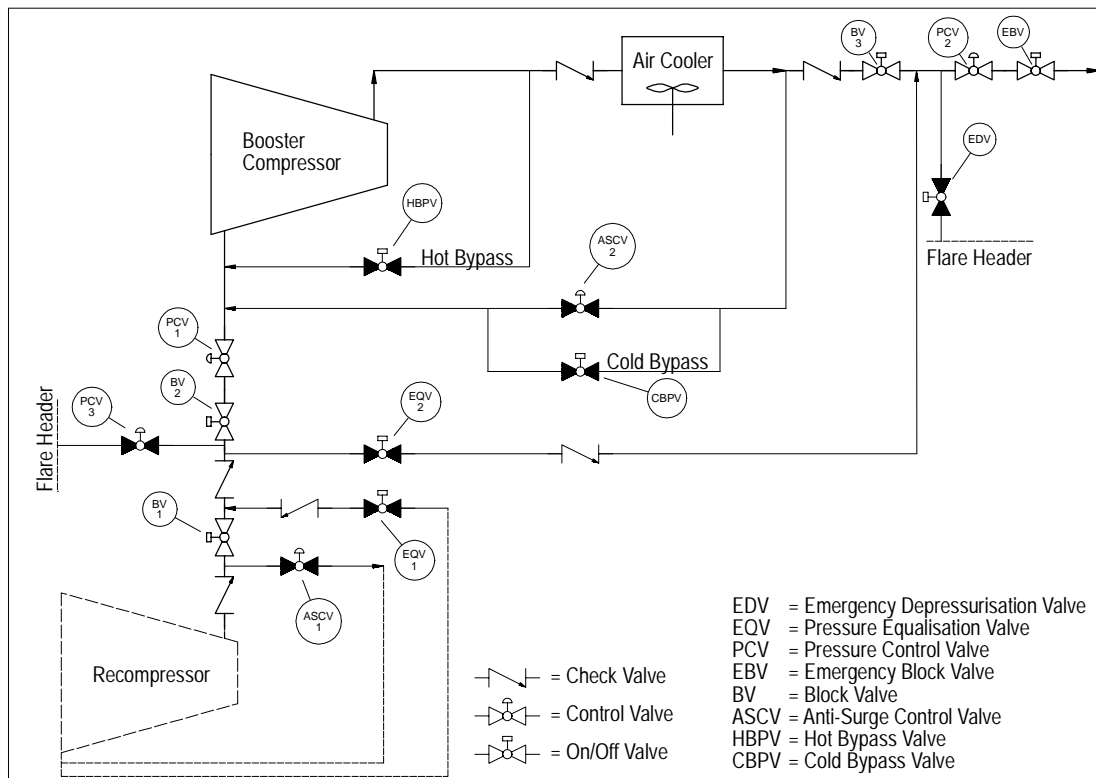 BV
3
PCV
2
EBV
Air Cooler
Booster
Compressor
EDV
HBPV
Hot Bypass
ASCV
2
Flare Header
PCV
1
Cold Bypass
CBPV
BV
2
EQV
2
PCV
3
Flare Header
BV
1
EQV
1
ASCV
1
Recompressor
= Check Valve
= Control Valve
= On/Off Valve
EDV = Emergency Depressurisation Valve
EQV = Pressure Equalisation Valve
PCV = Pressure Control Valve
EBV = Emergency Block Valve
BV = Block Valve
ASCV = Anti-Surge Control Valve
HBPV = Hot Bypass Valve
CBPV = Cold Bypass Valve